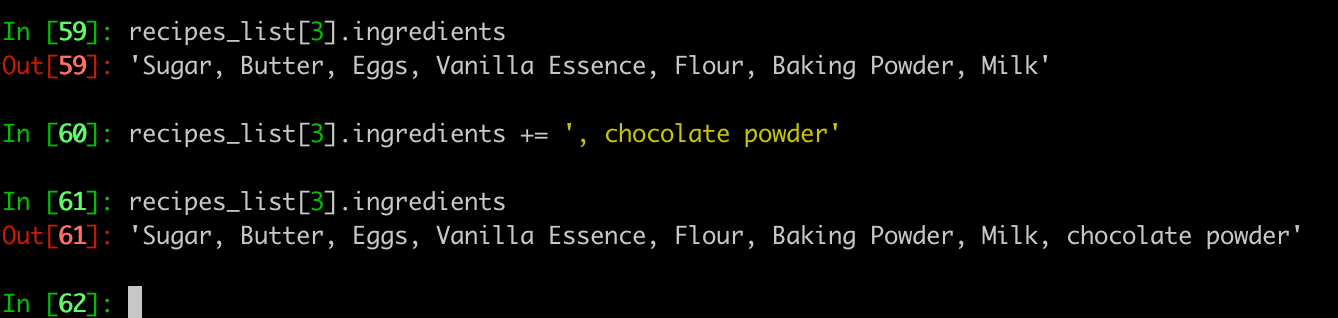 In [59]: recipes_list[3].ingredients
Out[59]: 'Sugar, Butter, Eggs, Vanilla Essence, Flour, Baking Powder, Milk'
In [60]: recipes_list[3].ingredients += ', chocolate powder'
In [61]: recipes_list[3].ingredients
Out[61]: 'Sugar, Butter, Eggs, Vanilla Essence, Flour, Baking Powder, Milk, chocolate powder'
In [62]: